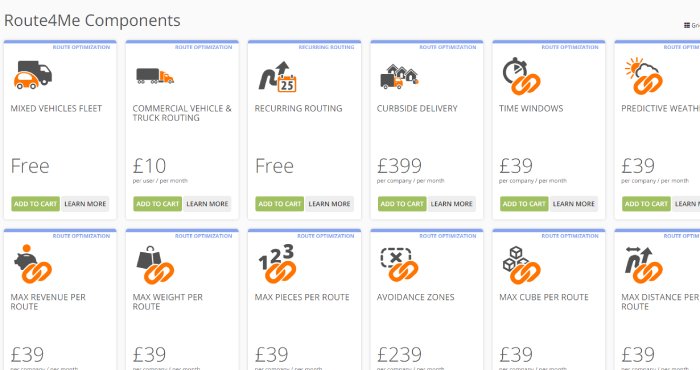 Route4Me Components
ROUTE OPTIMIZATION
MIXED VEHICLES FLEET
Free
ADD TO CART LEARN MORE
ROUTE OPTIMIZATION
COMMERCIAL VEHICLE &
TRUCK ROUTING
£10
per user / per month
ADD TO CART LEARN MORE
RECURRING ROUTING
25
RECURRING ROUTING
Free
ADD TO CART LEARN MORE
ROUTE OPTIMIZATION
CURBSIDE DELIVERY
£399
per company / per month
ADD TO CART LEARN MORE
ROUTE OPTIMIZATION
TIME WINDOWS
£39
per company / per month
ADD TO CART LEARN MORE
ROUTE OPTIM
PREDICTIVE WEATH
£39
per company / per month
ADD TO CART LEARN MO
ROUTE OPTIMIZATION
MAX REVENUE PER
ROUTE
£39
per company / per month
ROUTE OPTIMIZATION
MAX WEIGHT PER
ROUTE
£39
per company / per month
ROUTE OPTIMIZATION
123
MAX PIECES PER ROUTE
£39
per company / per month
ROUTE OPTIMIZATION
AVOIDANCE ZONES
£239
per company / per month
ROUTE OPTIMIZATION
MAX CUBE PER ROUTE
£39
per company / per month
ROUTE OPTIM
MAX DISTANCE PER
ROUTE
£39
per company / per month